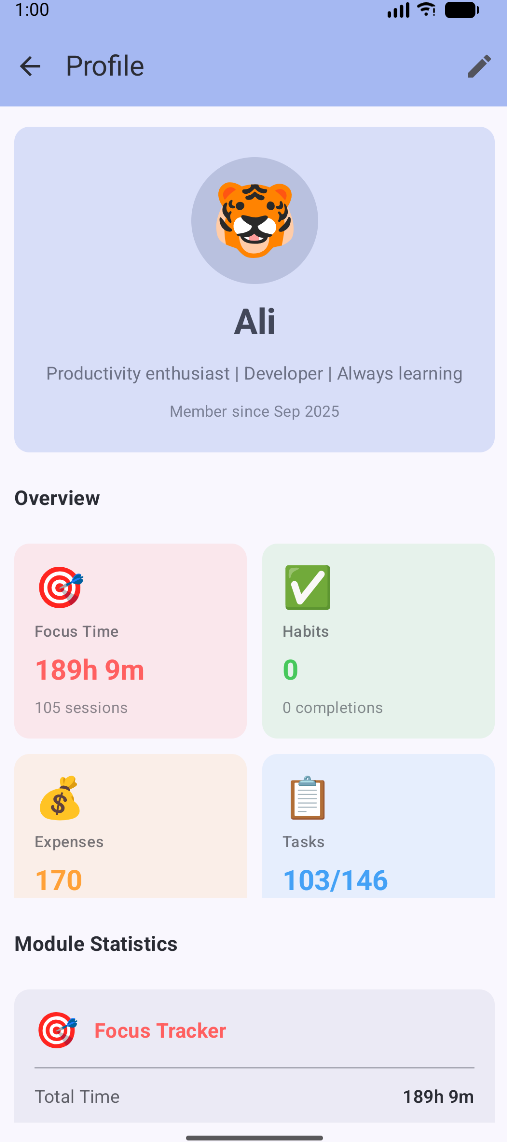 1:00
Profile
Ali
Productivity enthusiast | Developer | Always learning
Member since Sep 2025
Overview
Focus Time
189h 9m
105 sessions
Habits
0
0 completions
Expenses
170
Tasks
103/146
Module Statistics
Focus Tracker
Total Time 189h 9m